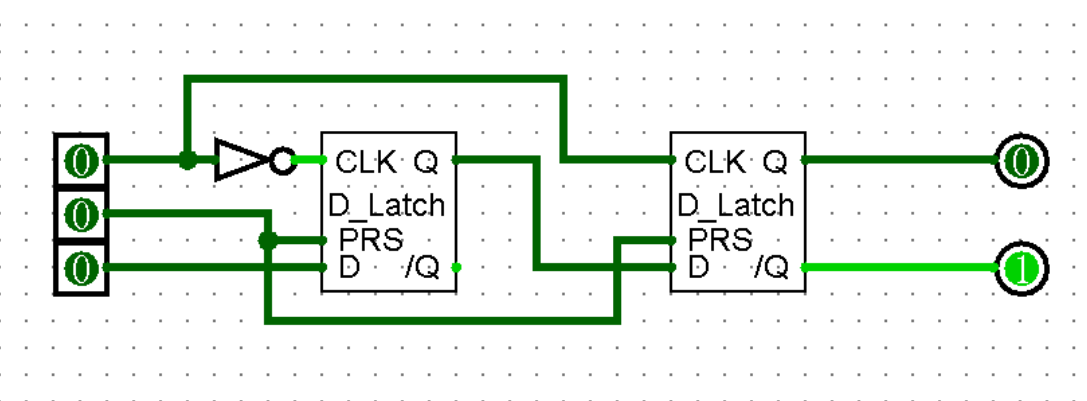 0 CLK Q CLK Q 0
0 D_Latch D_Latch
PRS PRS
0 D /Q D /Q 1